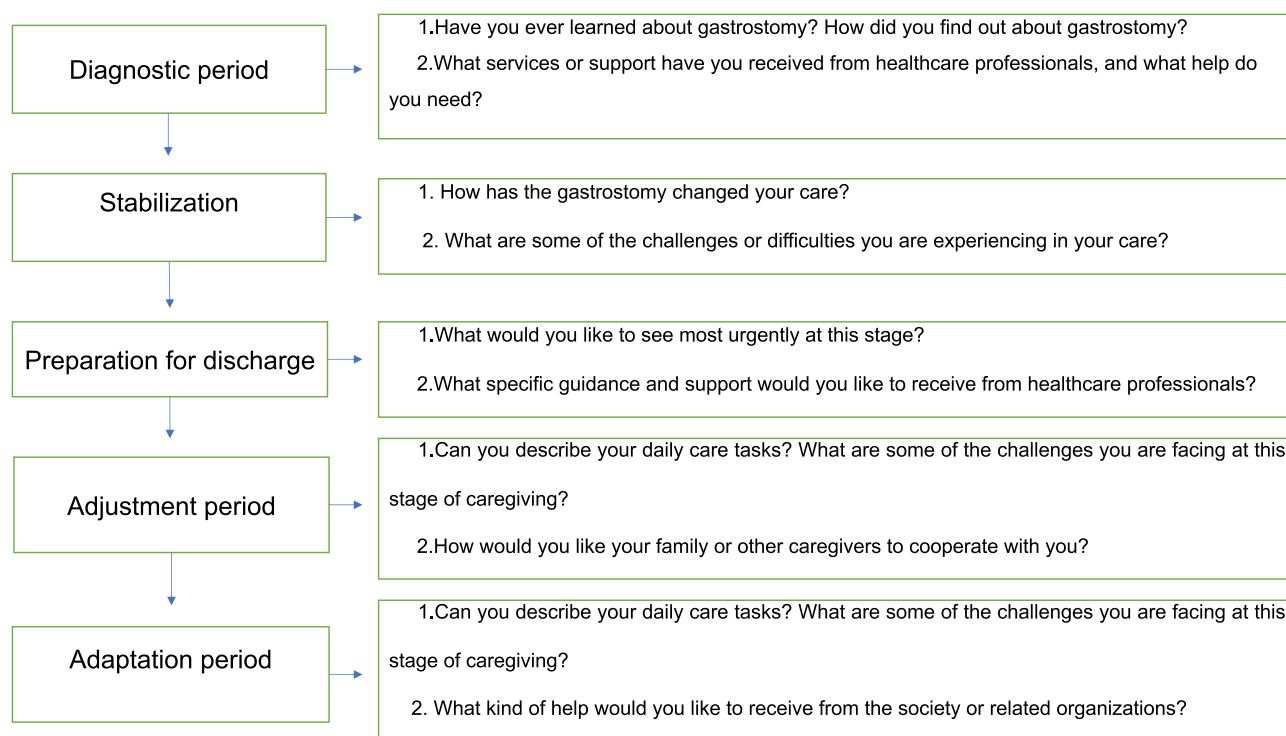 Diagnostic period
1.Have you ever learned about gastrostomy? How did you find out about gastrostomy?
2.What services or support have you received from healthcare professionals, and what help do
you need?
Stabilization
1. How has the gastrostomy changed your care?
2. What are some of the challenges or difficulties you are experiencing in your care?
Preparation for discharge
1.What would you like to see most urgently at this stage?
2.What specific guidance and support would you like to receive from healthcare professionals?
Adjustment period
1.Can you describe your daily care tasks? What are some of the challenges you are facing at this
stage of caregiving?
2.How would you like your family or other caregivers to cooperate with you?
Adaptation period
1.Can you describe your daily care tasks? What are some of the challenges you are facing at this
stage of caregiving?
2. What kind of help would you like to receive from the society or related organizations?